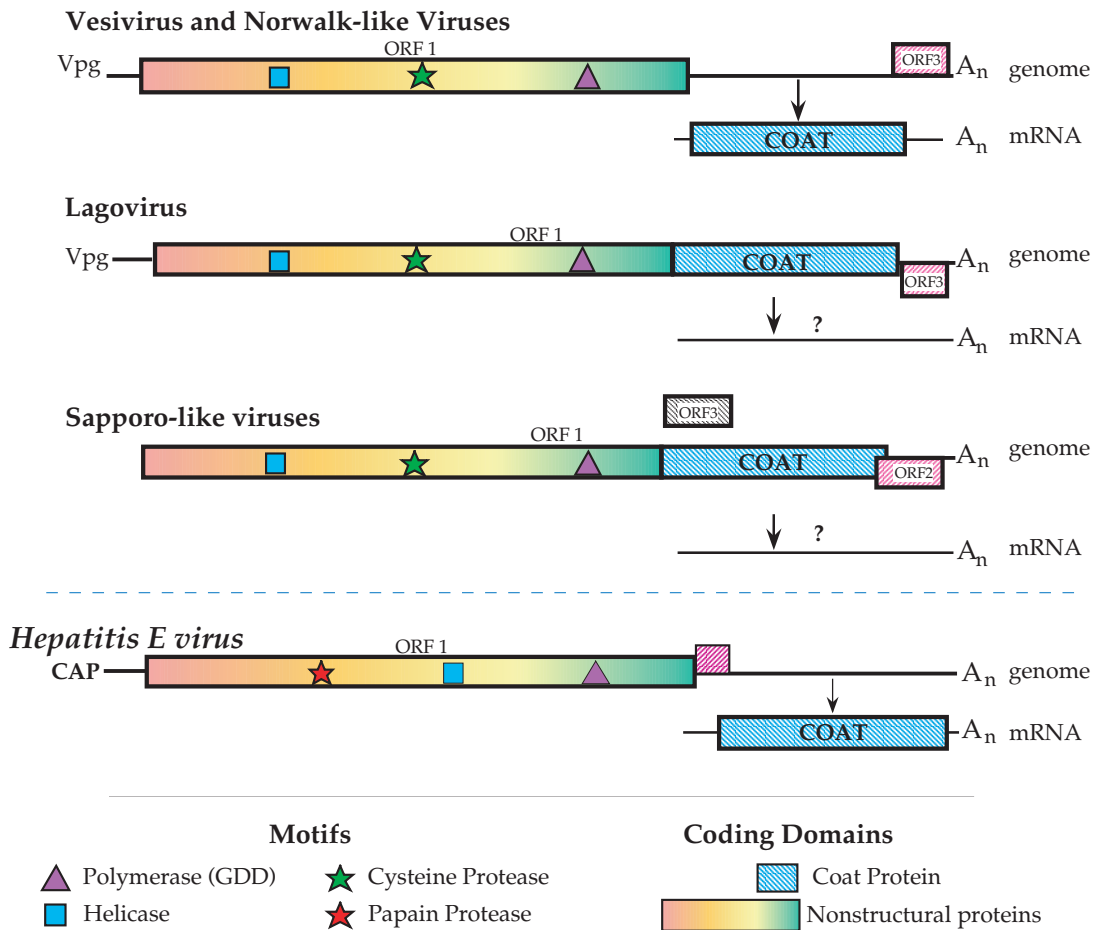 Vesivirus and Norwalk-like Viruses
ORF 1
Vpg
ORF3
An genome
COAT
An mRNA
Lagovirus
ORF 1
Vpg
COAT
An genome
ORF3
?
An mRNA
Sapporo-like viruses
ORF3
ORF 1
COAT
An genome
ORF2
?
An mRNA
Hepatitis E virus
ORF 1
CAP
An genome
COAT
An mRNA
Motifs
Coding Domains
Polymerase (GDD)
Cysteine Protease
Coat Protein
Helicase
Papain Protease
Nonstructural proteins